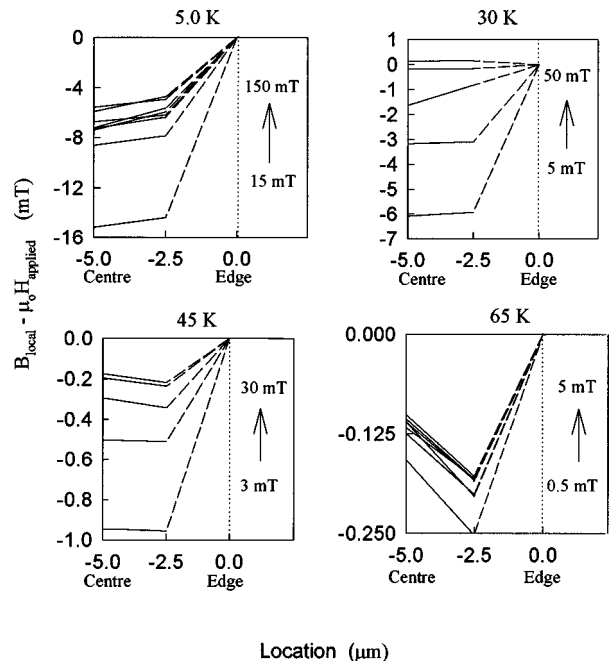 5.0 K
0
-4
-8
-12
-16
150 mT
15 mT
-5.0 -2.5 0.0
Centre Edge
30 K
1
0
-1
-2
-3
-4
-5
-6
-7
50 mT
5 mT
-5.0 -2.5 0.0
Centre Edge
B_local - μ_oH_applied (mT)
45 K
0.0
-0.2
-0.4
-0.6
-0.8
-1.0
30 mT
3 mT
-5.0 -2.5 0.0
Centre Edge
65 K
0.000
-0.125
-0.250
5 mT
0.5 mT
-5.0 -2.5 0.0
Centre Edge
Location (μm)